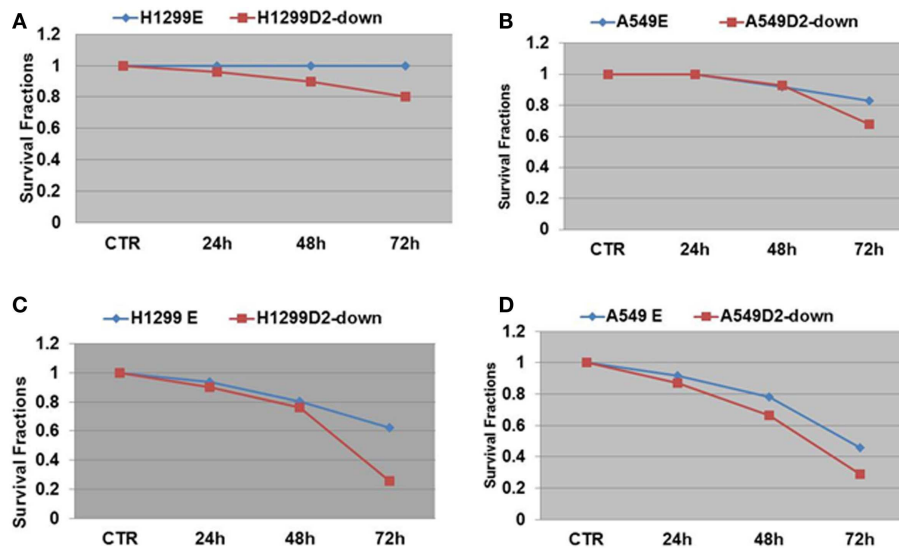 A
H1299E H1299D2-down
Survival Fractions
1.2
1
0.8
0.6
0.4
0.2
0
CTR 24h 48h 72h
B
A549E A549D2-down
Survival Fractions
1.2
1
0.8
0.6
0.4
0.2
0
CTR 24h 48h 72h
C
H1299 E H1299D2-down
Survival Fractions
1.2
1
0.8
0.6
0.4
0.2
0
CTR 24h 48h 72h
D
A549 E A549D2-down
Survival Fractions
1.2
1
0.8
0.6
0.4
0.2
0
CTR 24h 48h 72h